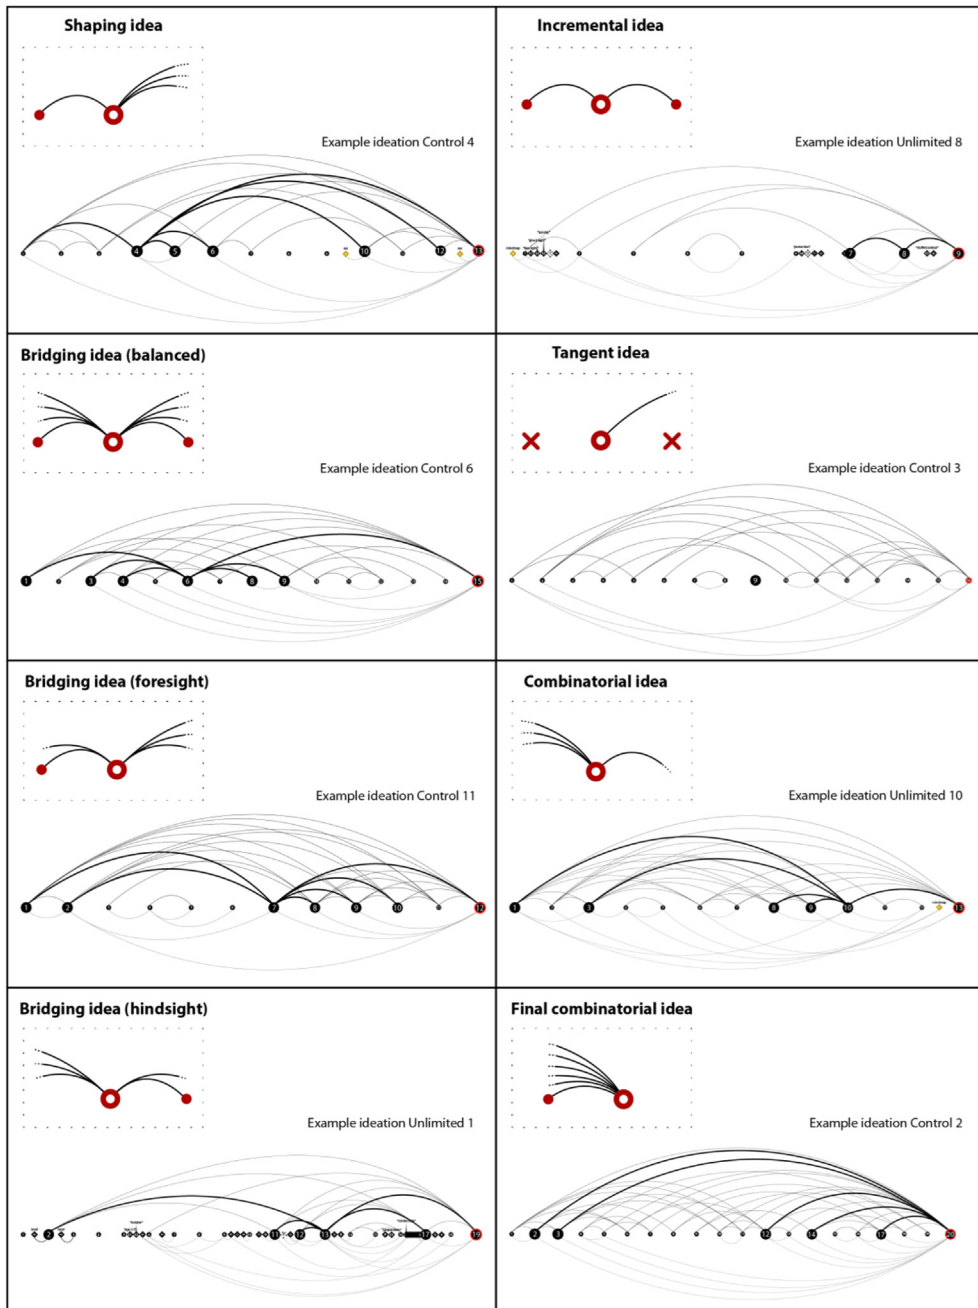 Shaping idea
Example ideation Control 4
4
5
6
10
12
13
Incremental idea
Example ideation Unlimited 8
7
8
9
Bridging idea (balanced)
Example ideation Control 6
1
3
4
6
8
9
15
Tangent idea
Example ideation Control 3
9
Bridging idea (foresight)
Example ideation Control 11
1
2
7
8
9
10
12
Combinatorial idea
Example ideation Unlimited 10
1
3
8
9
10
13
Bridging idea (hindsight)
Example ideation Unlimited 1
2
11
12
13
17
19
Final combinatorial idea
Example ideation Control 2
2
3
12
14
17
20